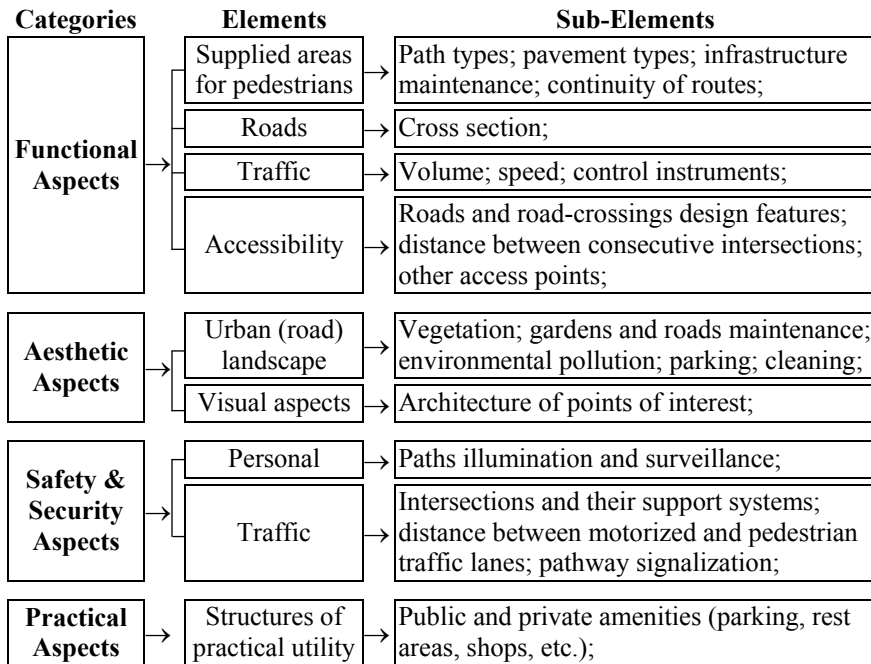 Categories Elements Sub-Elements
Functional
Aspects
Supplied areas
for pedestrians
Path types; pavement types; infrastructure
maintenance; continuity of routes;
Roads
Cross section;
Traffic
Volume; speed; control instruments;
Accessibility
Roads and road-crossings design features;
distance between consecutive intersections;
other access points;
Aesthetic
Aspects
Urban (road)
landscape
Vegetation; gardens and roads maintenance;
environmental pollution; parking; cleaning;
Visual aspects
Architecture of points of interest;
Safety &
Security
Aspects
Personal
Paths illumination and surveillance;
Traffic
Intersections and their support systems;
distance between motorized and pedestrian
traffic lanes; pathway signalization;
Practical
Aspects
Structures of
practical utility
Public and private amenities (parking, rest
areas, shops, etc.);